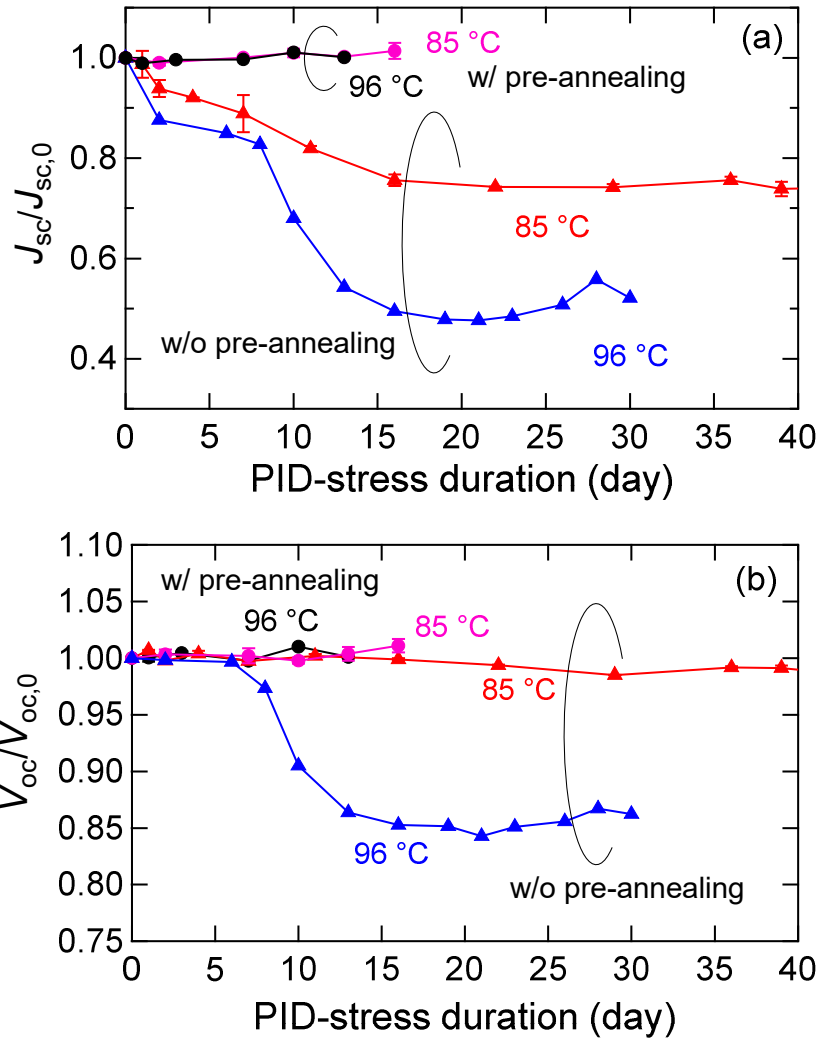 (a)
85 °C
96 °C
w/ pre-annealing
85 °C
w/o pre-annealing
96 °C
Jsc/Jsc,0
1.0
0.8
0.6
0.4
0 5 10 15 20 25 30 35 40
PID-stress duration (day)
(b)
w/ pre-annealing
96 °C
85 °C
85 °C
96 °C
w/o pre-annealing
Voc/Voc,0
1.10
1.05
1.00
0.95
0.90
0.85
0.80
0.75
0 5 10 15 20 25 30 35 40
PID-stress duration (day)